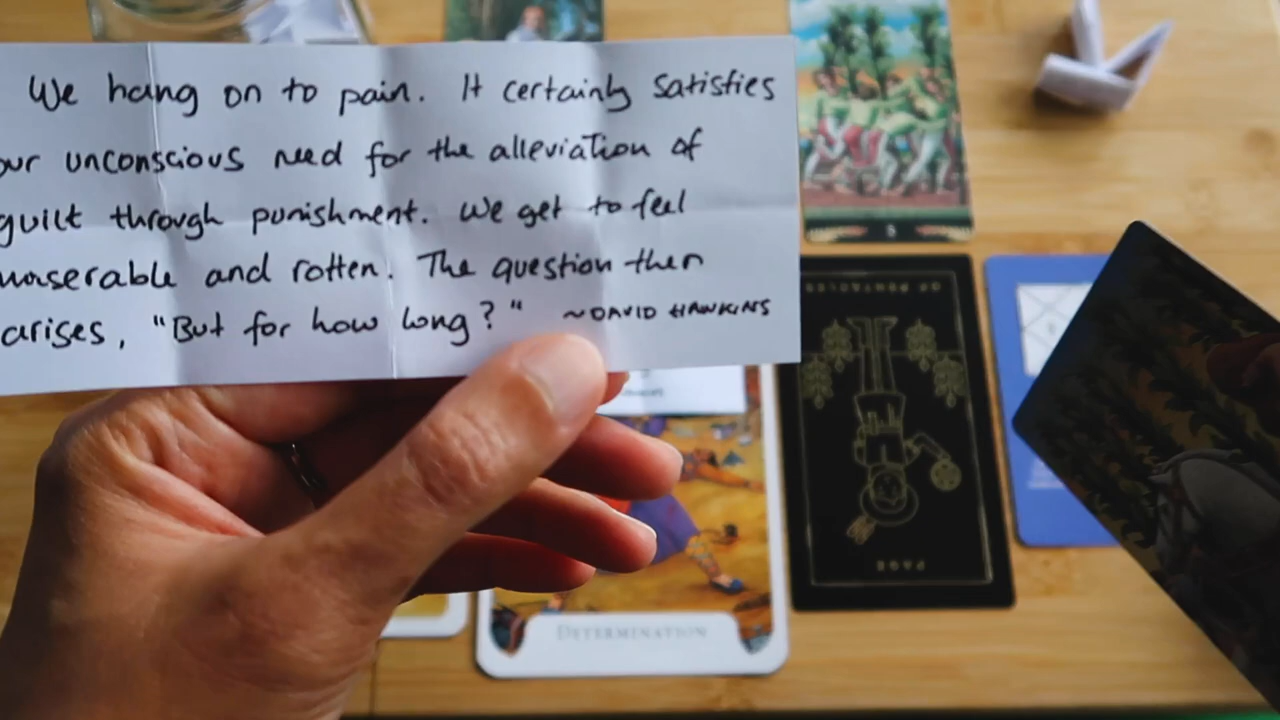 We hang on to pain. It certainly satisfies
our unconscious need for the alleviation of
guilt through punishment. We get to feel
miserable and rotten. The question then
arises, "But for how long?" ~DAVID HAWKINS
OF PENTACLES
PAGE
DETERMINATION
5